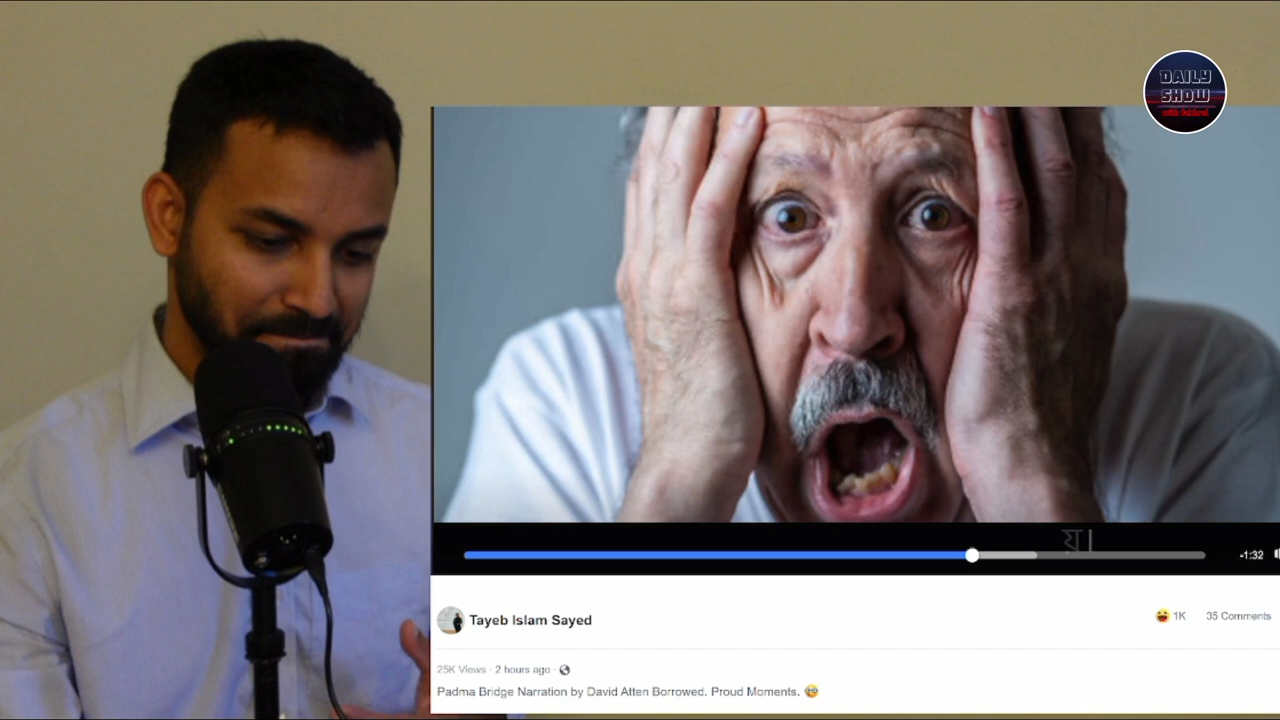 DAILY
SHOW
য়।
-1:32
Tayeb Islam Sayed
1K
35 Comments
25K Views · 2 hours ago ·
Padma Bridge Narration by David Atten Borrowed. Proud Moments. 🤓